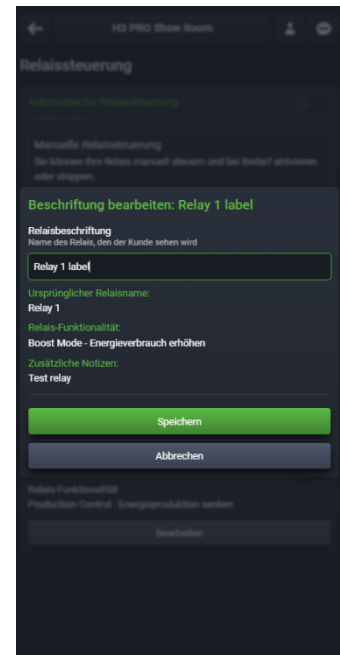 H3 PRO Show Room
Relaissteuerung
Automatische Relaissteuerung
Manuelle Relaissteuerung
Sie können Ihre Relais manuell steuern und bei Bedarf aktivieren
oder stoppen.
Beschriftung bearbeiten: Relay 1 label
Relaisbeschriftung
Name des Relais, den der Kunde sehen wird
Relay 1 label
Ursprünglicher Relaisname:
Relay 1
Relais-Funktionalität:
Boost Mode - Energieverbrauch erhöhen
Zusätzliche Notizen:
Test relay
Speichern
Abbrechen
Relais-Funktionalität
Production Control - Energieproduktion senken
Bearbeiten